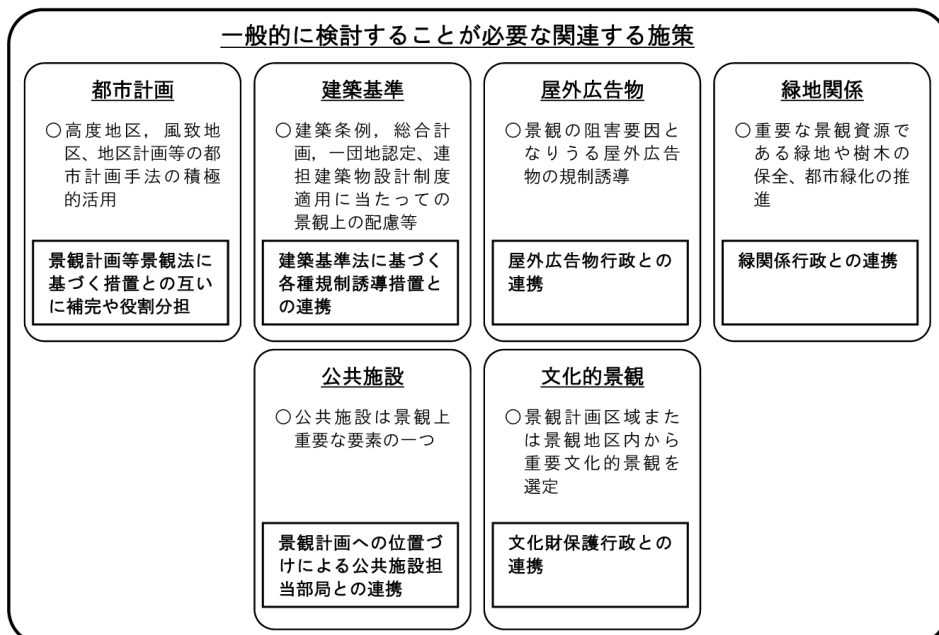 一般的に検討することが必要な関連する施策
都市計画
○高度地区，風致地
区、地区計画等の都
市計画手法の積極
的活用
景観計画等景観法に
基づく措置との互い
に補完や役割分担
建築基準
○建築条例，総合計
画，一団地認定、連
担建築物設計制度
適用に当たっての
景観上の配慮等
建築基準法に基づく
各種規制誘導措置と
の連携
屋外広告物
○景観の阻害要因と
なりうる屋外広告
物の規制誘導
屋外広告物行政との
連携
緑地関係
○重要な景観資源で
ある緑地や樹木の
保全、都市緑化の推
進
緑関係行政との連携
公共施設
○公共施設は景観上
重要な要素の一つ
景観計画への位置づ
けによる公共施設担
当部局との連携
文化的景観
○景観計画区域また
は景観地区内から
重要文化的景観を
選定
文化財保護行政との
連携